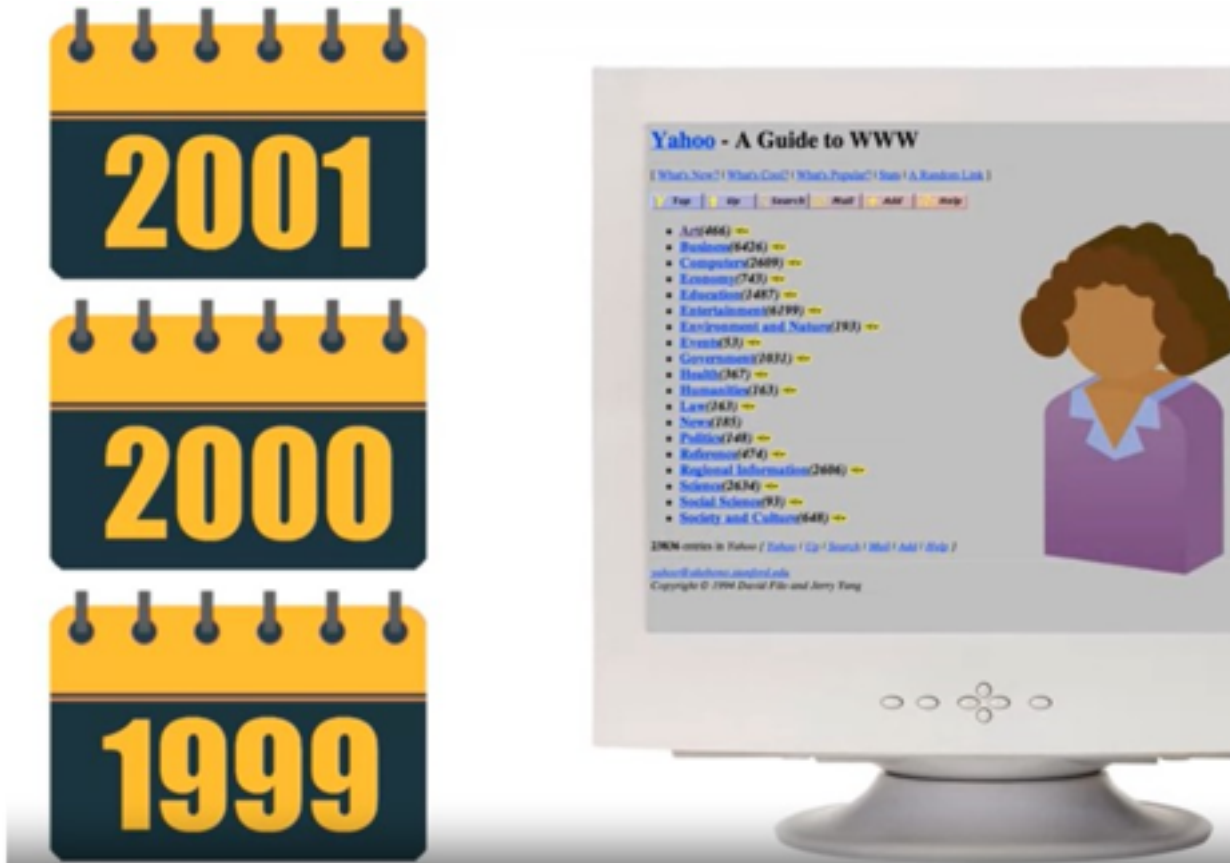 2001
2000
1999
Yahoo - A Guide to WWW
[ What's New? | What's Cool? | What's Popular? | Stats | A Random Link ]
Top Up Search Mail Add Help
Art(466)
Business(6426)
Computers(2609)
Economy(743)
Education(1487)
Entertainment(6199)
Environment and Nature(193)
Events(53)
Government(1031)
Health(367)
Humanities(163)
Law(163)
News(185)
Politics(148)
Reference(474)
Regional Information(2606)
Science(2634)
Social Science(93)
Society and Culture(648)
23836 entries in Yahoo [ Yahoo | Up | Search | Mail | Add | Help ]
Copyright © 1994 David Filo and Jerry Yang